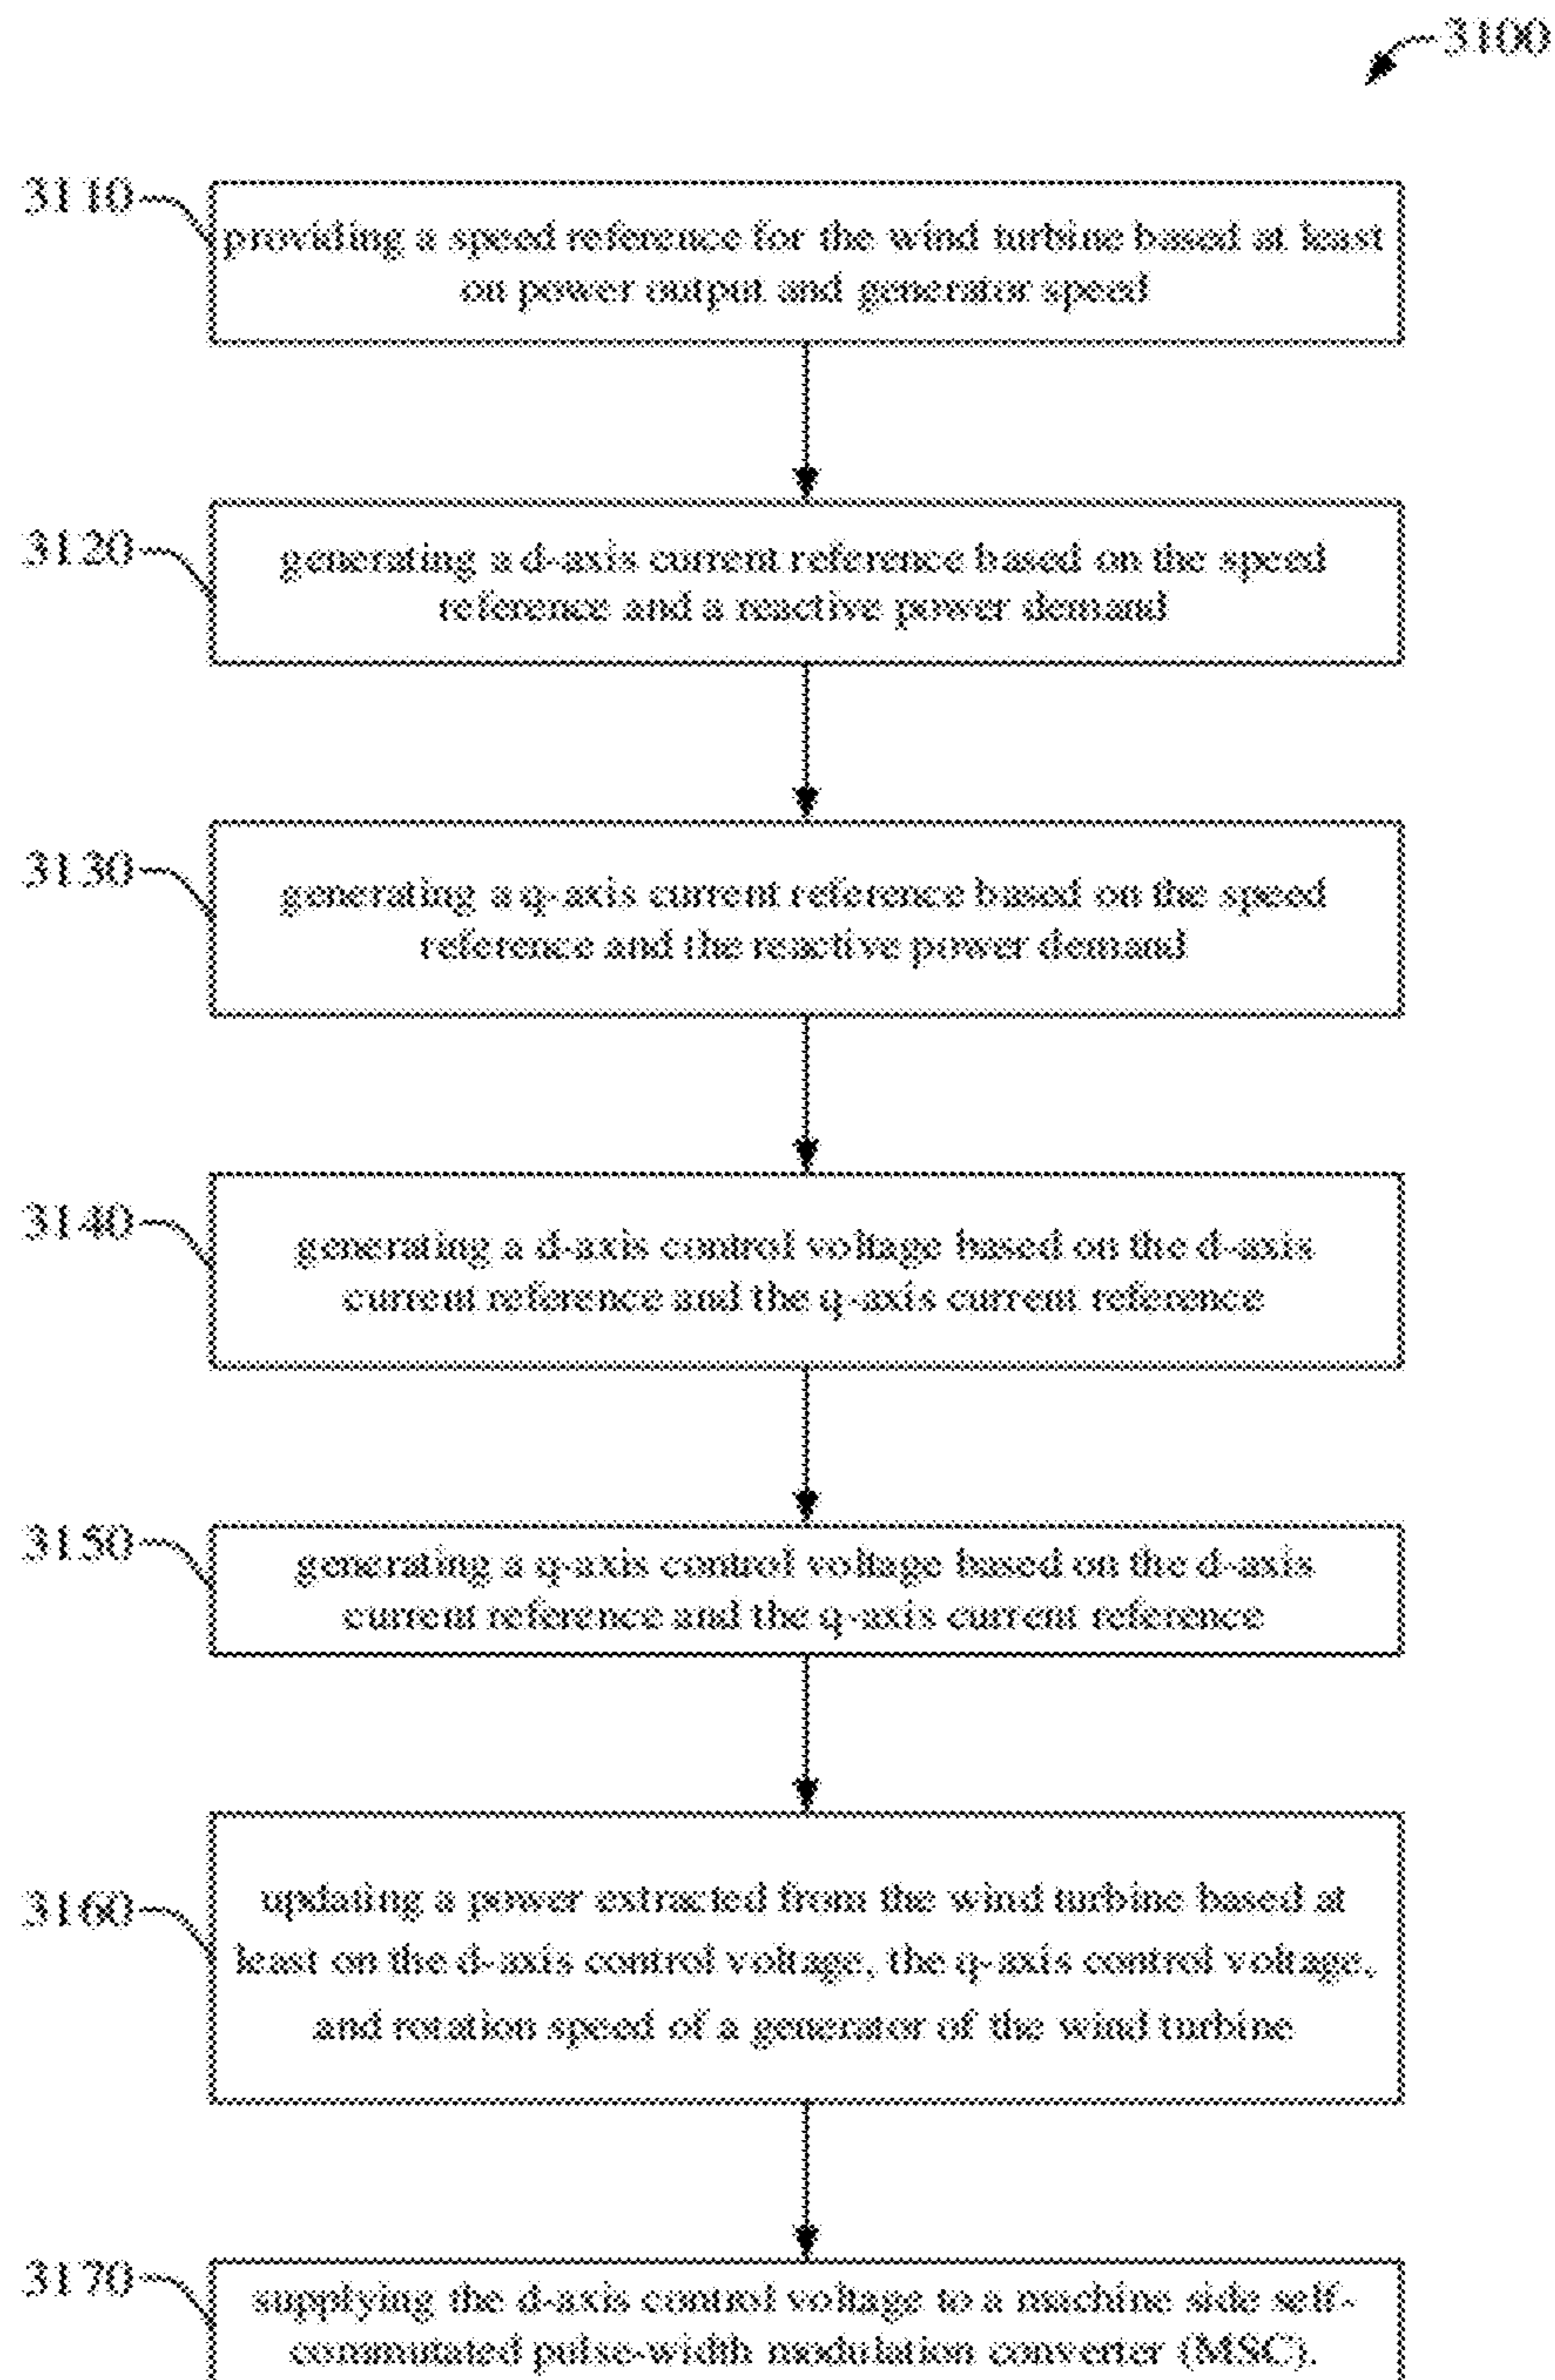 3100
3110
providing a speed reference for the wind turbine based at least
on power output and generator speed
3120
generating a d-axis current reference based on the speed
reference and a reactive power demand
3130
generating a q-axis current reference based on the speed
reference and the reactive power demand
3140
generating a d-axis control voltage based on the d-axis
current reference and the q-axis current reference
3150
generating a q-axis control voltage based on the d-axis
current reference and the q-axis current reference
3160
updating a power extracted from the wind turbine based at
least on the d-axis control voltage, the q-axis control voltage,
and rotation speed of a generator of the wind turbine
3170
supplying the d-axis control voltage to a machine side self-
commutated pulse-width modulation converter (MSC).